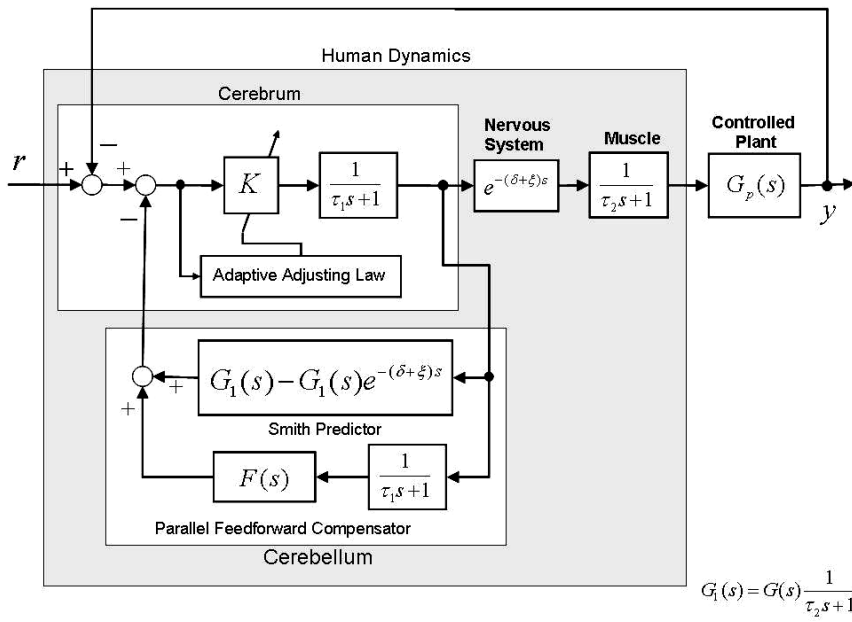 Human Dynamics
Cerebrum
Nervous
System
Muscle
Controlled
Plant
r
+
−
+
−
K
1
τ₁s+1
e^{-(δ+ξ)s}
1
τ₂s+1
G_p(s)
y
Adaptive Adjusting Law
G₁(s) − G₁(s)e^{-(δ+ξ)s}
+
+
Smith Predictor
F(s)
1
τ₁s+1
Parallel Feedforward Compensator
Cerebellum
G₁(s) = G(s) 1
τ₂s+1